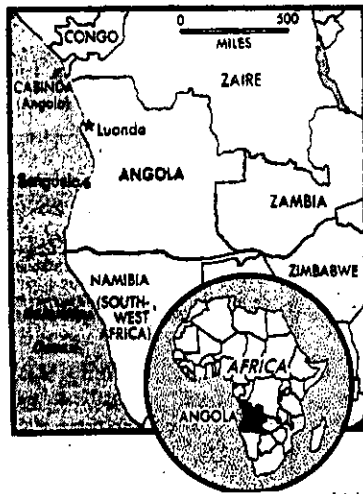 0 500
MILES
CONGO
ZAIRE
CABINDA
(Angola)
Luanda
ANGOLA
ZAMBIA
NAMIBIA
(SOUTH-
WEST
AFRICA)
ZIMBABWE
AFRICA
ANGOLA